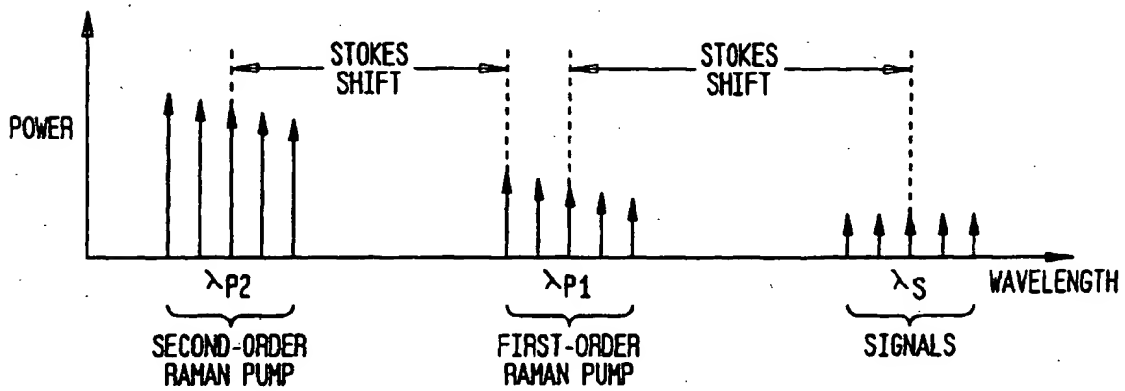 STOKES
SHIFT
STOKES
SHIFT
POWER
λP2
λP1
λS
WAVELENGTH
SECOND-ORDER
RAMAN PUMP
FIRST-ORDER
RAMAN PUMP
SIGNALS